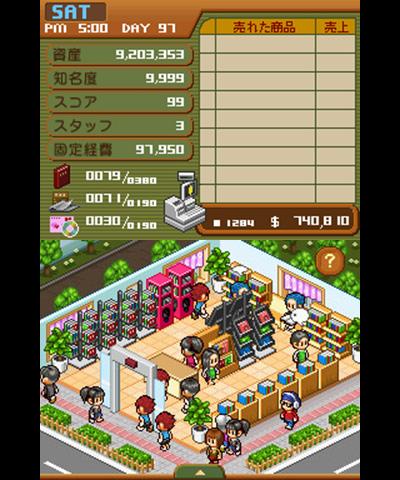 SAT
PM 5:00 DAY 97
売れた商品 売上
資産 9,203,353
知名度 9,999
スコア 99
スタッフ 3
固定経費 97,950
0079/0380
0071/0190
0030/0190
■ 1284 $ 740,810
?